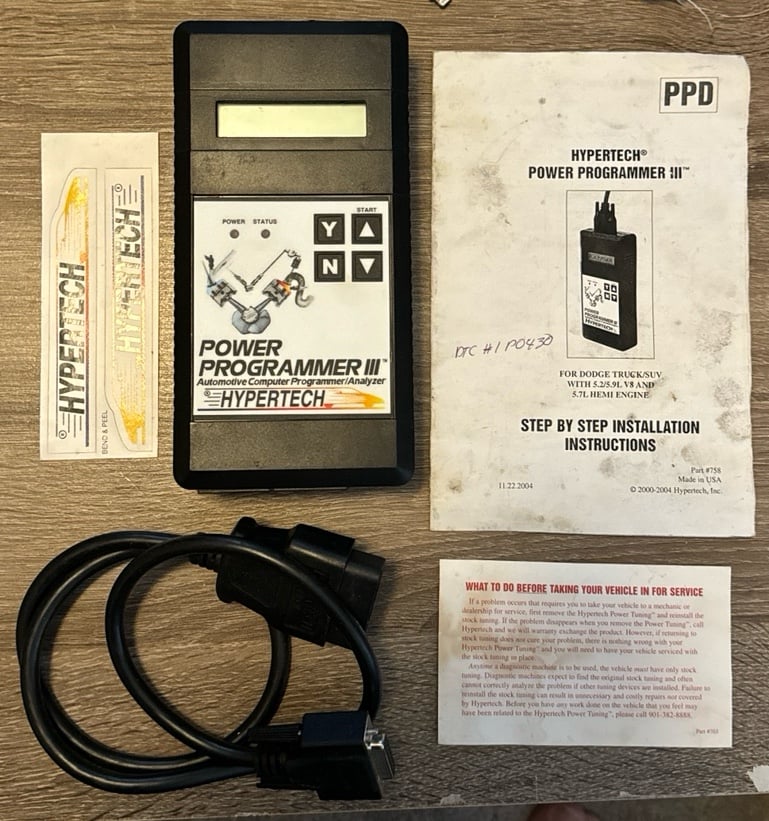 HYPERTECH
®
HYPERTECH
®
BEND & PEEL
POWER STATUS
START
Y
N
POWER
PROGRAMMER III™
Automotive Computer Programmer/Analyzer
HYPERTECH
PPD
HYPERTECH®
POWER PROGRAMMER III™
DTC #1 P0430
FOR DODGE TRUCK/SUV
WITH 5.2/5.9L V8 AND
5.7L HEMI ENGINE
STEP BY STEP INSTALLATION
INSTRUCTIONS
Part #758
Made in USA
11.22.2004
© 2000-2004 Hypertech, Inc.
WHAT TO DO BEFORE TAKING YOUR VEHICLE IN FOR SERVICE
If a problem occurs that requires you to take your vehicle to a mechanic or
dealership for service, first remove the Hypertech Power Tuning™ and reinstall the
stock tuning. If the problem disappears when you remove the Power Tuning™, call
Hypertech and we will warranty exchange the product. However, if returning to
stock tuning does not cure your problem, there is nothing wrong with your
Hypertech Power Tuning™ and you will need to have your vehicle serviced with
the stock tuning in place.
Anytime a diagnostic machine is to be used, the vehicle must have only stock
tuning. Diagnostic machines expect to find the original stock tuning and often
cannot correctly analyze the problem if other tuning devices are installed. Failure to
reinstall the stock tuning can result in unnecessary and costly repairs not covered
by Hypertech. Before you have any work done on the vehicle that you feel may
have been related to the Hypertech Power Tuning™, please call 901-382-8888.